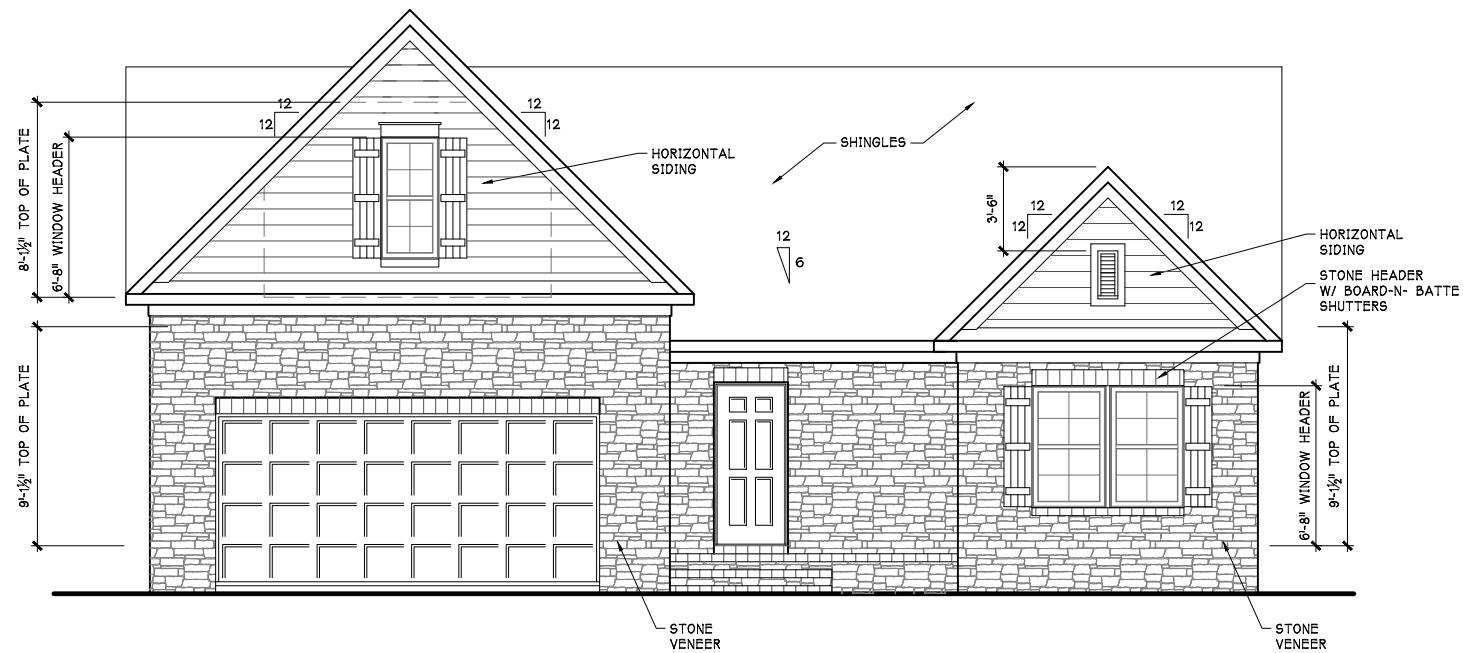 12
12
12
12
SHINGLES
HORIZONTAL
SIDING
8'-1½" TOP OF PLATE
6'-8" WINDOW HEADER
3'-6"
12
12
12
12
12
6
HORIZONTAL
SIDING
STONE HEADER
W/ BOARD-N- BATTE
SHUTTERS
9'-1½" TOP OF PLATE
6'-8" WINDOW HEADER
9'-1½" TOP OF PLATE
STONE
VENEER
STONE
VENEER